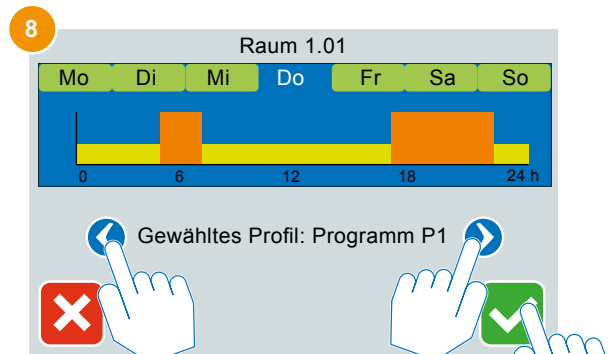 8
Raum 1.01
Mo Di Mi Do Fr Sa So
0 6 12 18 24 h
Gewähltes Profil: Programm P1